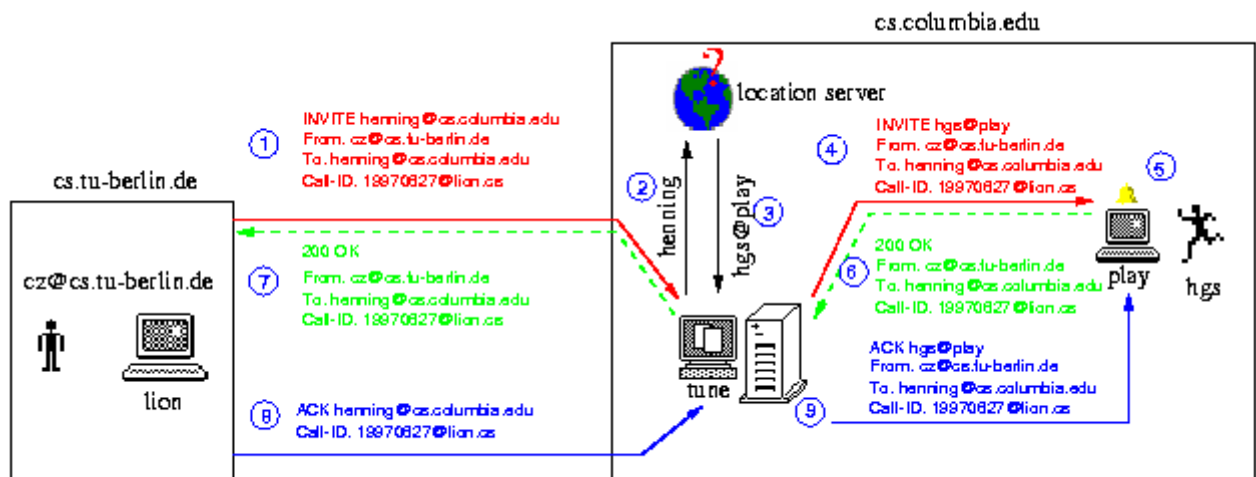 cs.columbia.edu
location server
1
INVITE henning@cs.columbia.edu
From. cz@cs.tu-berlin.de
To. henning@cs.columbia.edu
Call-ID. 19970827@lion.cs
2
henning
hgs@play
3
4
INVITE hgs@play
From. cz@cs.tu-berlin.de
To. henning@cs.columbia.edu
Call-ID. 19970827@lion.cs
5
cs.tu-berlin.de
cz@cs.tu-berlin.de
lion
7
200 OK
From. cz@cs.tu-berlin.de
To. henning@cs.columbia.edu
Call-ID. 19970827@lion.cs
6
200 OK
From. cz@cs.tu-berlin.de
To. henning@cs.columbia.edu
Call-ID. 19970827@lion.cs
play
hgs
tune
8
ACK henning@cs.columbia.edu
Call-ID. 19970827@lion.cs
9
ACK hgs@play
From. cz@cs.tu-berlin.de
To. henning@cs.columbia.edu
Call-ID. 19970827@lion.cs